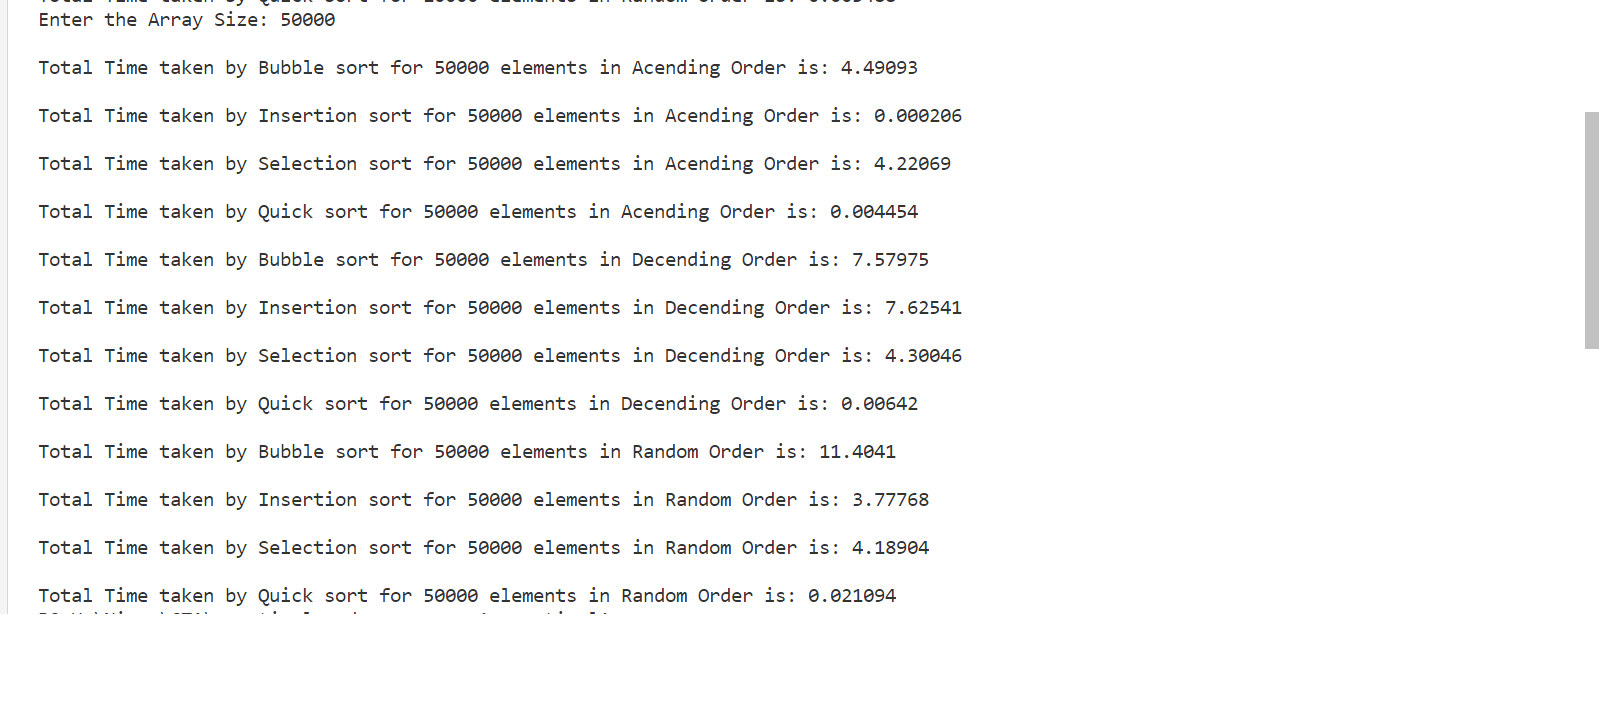 Enter the Array Size: 50000
Total Time taken by Bubble sort for 50000 elements in Acending Order is: 4.49093
Total Time taken by Insertion sort for 50000 elements in Acending Order is: 0.000206
Total Time taken by Selection sort for 50000 elements in Acending Order is: 4.22069
Total Time taken by Quick sort for 50000 elements in Acending Order is: 0.004454
Total Time taken by Bubble sort for 50000 elements in Decending Order is: 7.57975
Total Time taken by Insertion sort for 50000 elements in Decending Order is: 7.62541
Total Time taken by Selection sort for 50000 elements in Decending Order is: 4.30046
Total Time taken by Quick sort for 50000 elements in Decending Order is: 0.00642
Total Time taken by Bubble sort for 50000 elements in Random Order is: 11.4041
Total Time taken by Insertion sort for 50000 elements in Random Order is: 3.77768
Total Time taken by Selection sort for 50000 elements in Random Order is: 4.18904
Total Time taken by Quick sort for 50000 elements in Random Order is: 0.021094